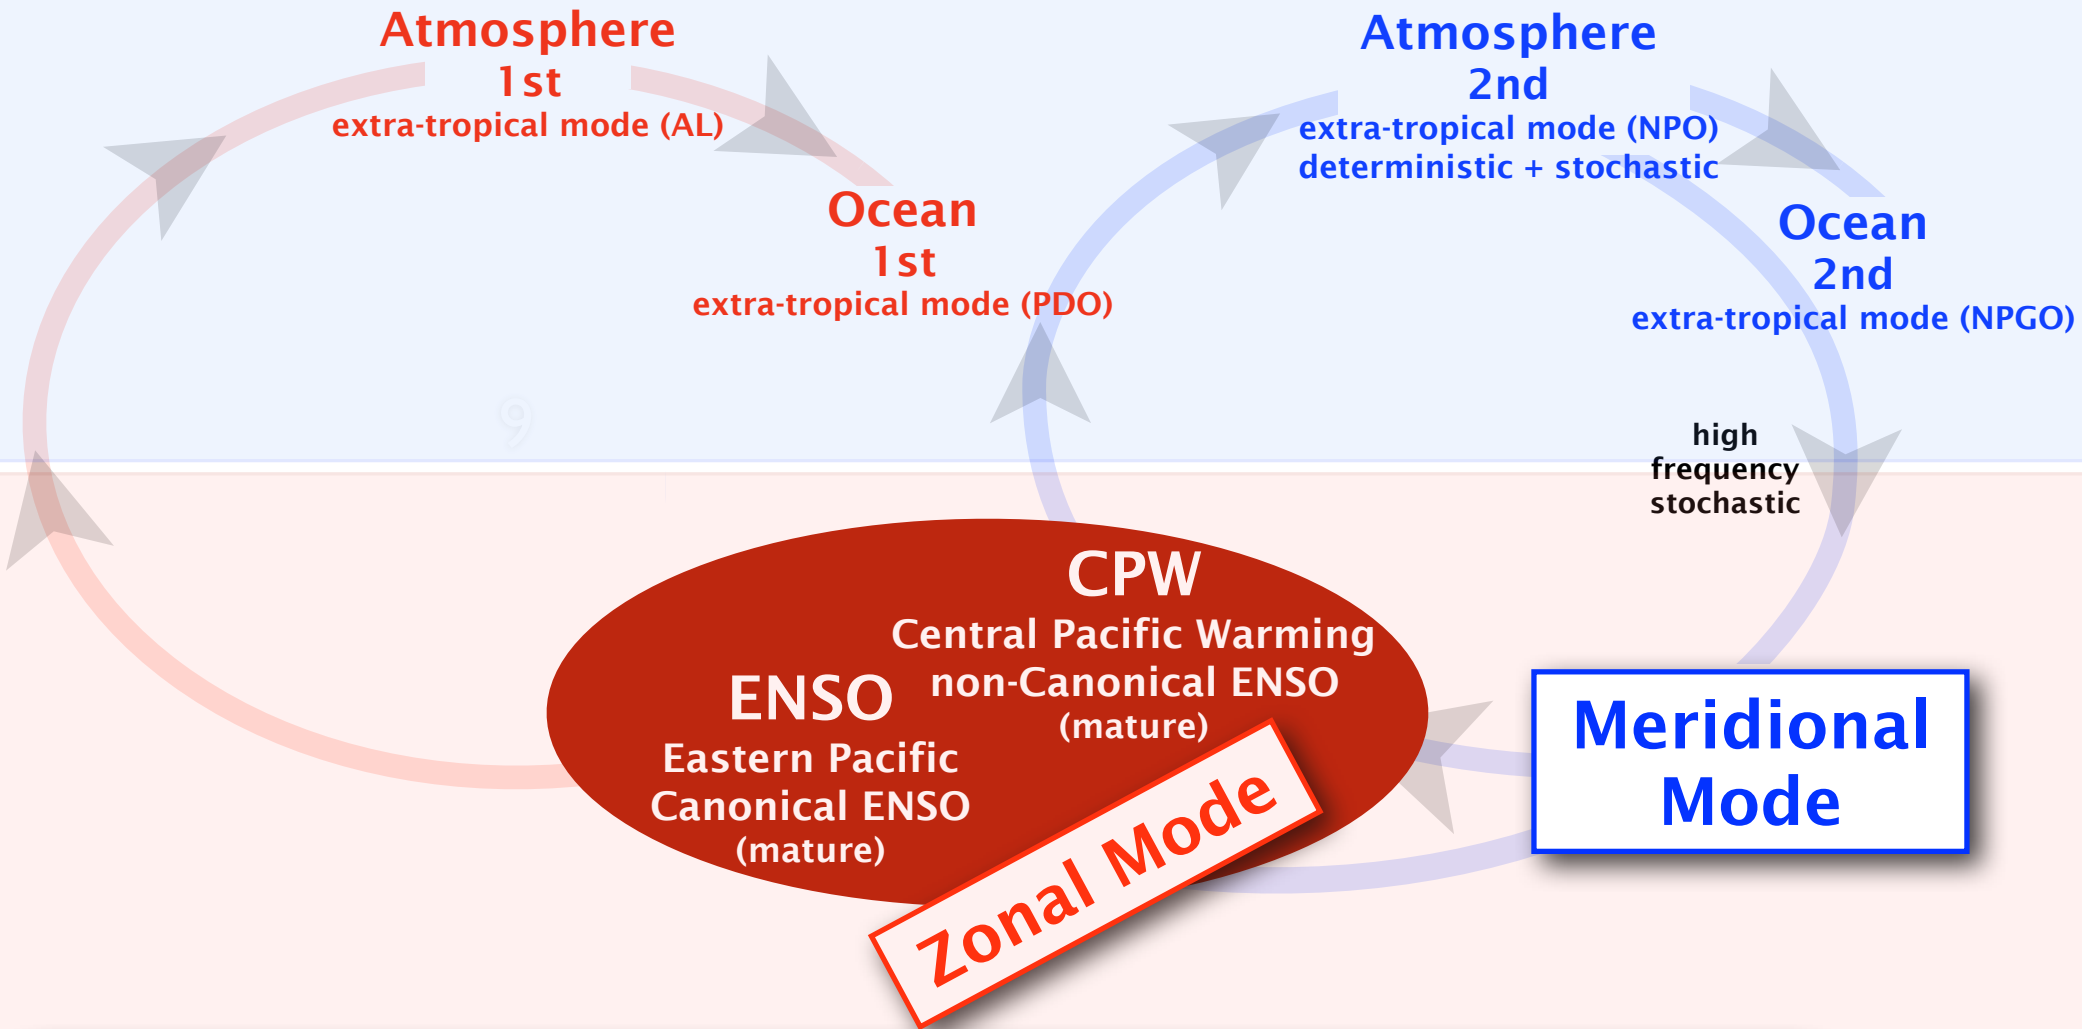 Atmosphere
1st
extra-tropical mode (AL)
Ocean
1st
extra-tropical mode (PDO)
Atmosphere
2nd
extra-tropical mode (NPO)
deterministic + stochastic
Ocean
2nd
extra-tropical mode (NPGO)
9
high
frequency
stochastic
CPW
Central Pacific Warming
non-Canonical ENSO
(mature)
ENSO
Eastern Pacific
Canonical ENSO
(mature)
Zonal Mode
Meridional
Mode